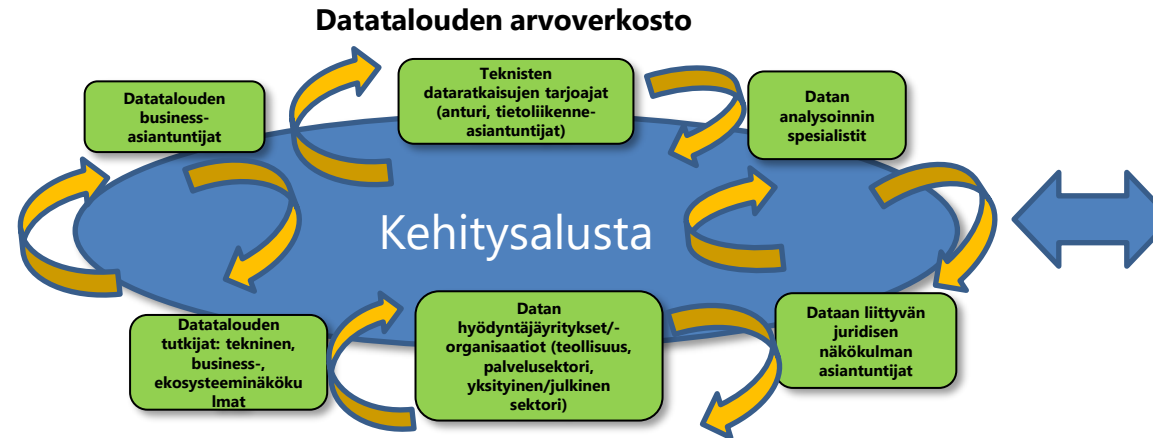 Datatalouden arvoverkosto
Datatalouden
business-
asiantuntijat
Teknisten
dataratkaisujen tarjoajat
(anturi, tietoliikenne-
asiantuntijat)
Datan
analysoinnin
spesialistit
Kehitysalusta
Datatalouden
tutkijat: tekninen,
business-,
ekosysteeminäköku
lmat
Datan
hyödyntäjäyritykset/-
organisaatiot (teollisuus,
palvelusektori,
yksityinen/julkinen
sektori)
Dataan liittyvän
juridisen
näkökulman
asiantuntijat